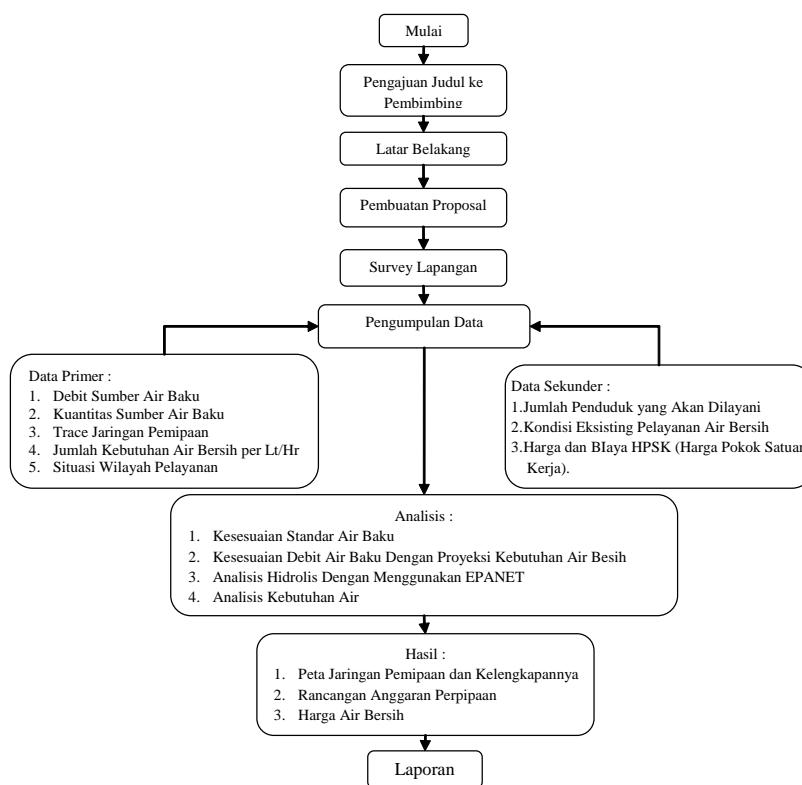 Mulai
Pengajuan Judul ke
Pembimbing
Latar Belakang
Pembuatan Proposal
Survey Lapangan
Pengumpulan Data
Data Primer :
1. Debit Sumber Air Baku
2. Kuantitas Sumber Air Baku
3. Trace Jaringan Pemipaan
4. Jumlah Kebutuhan Air Bersih per Lt/Hr
5. Situasi Wilayah Pelayanan
Data Sekunder :
1.Jumlah Penduduk yang Akan Dilayani
2.Kondisi Eksisting Pelayanan Air Bersih
3.Harga dan BIaya HPSK (Harga Pokok Satuan
Kerja).
Analisis :
1. Kesesuaian Standar Air Baku
2. Kesesuaian Debit Air Baku Dengan Proyeksi Kebutuhan Air Besih
3. Analisis Hidrolis Dengan Menggunakan EPANET
4. Analisis Kebutuhan Air
Hasil :
1. Peta Jaringan Pemipaan dan Kelengkapannya
2. Rancangan Anggaran Perpipaan
3. Harga Air Bersih
Laporan